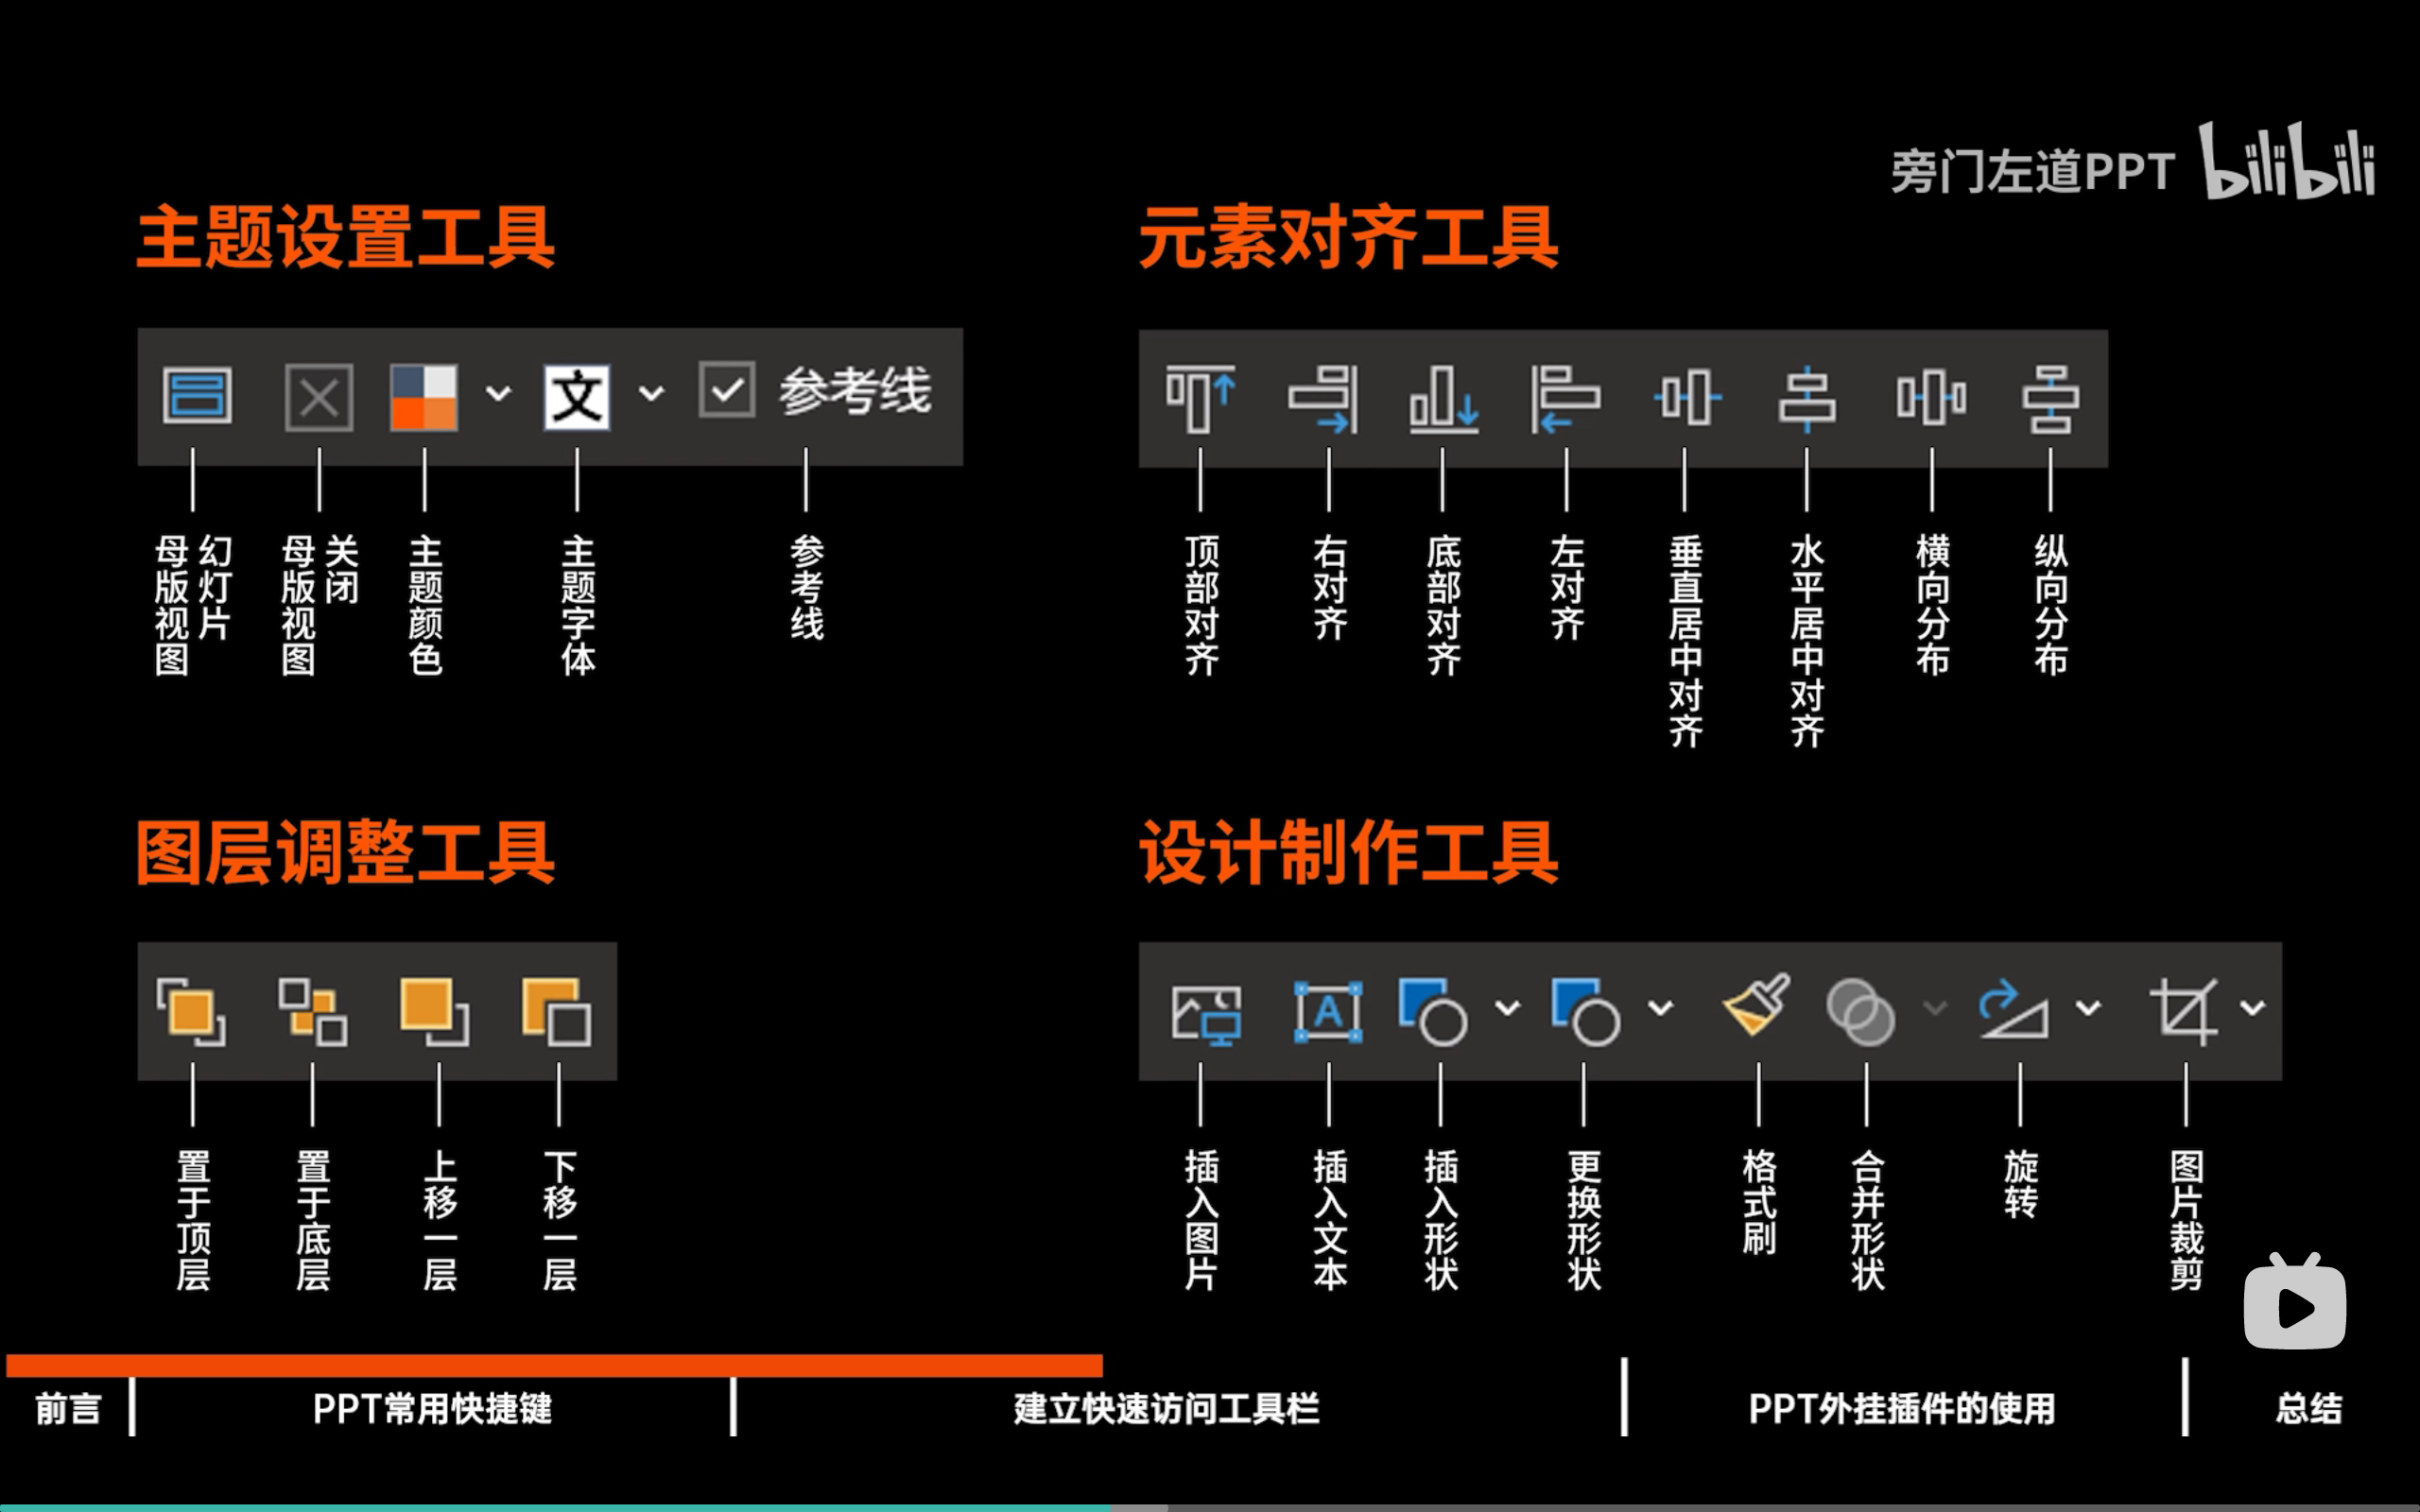 旁门左道PPT bilibili
主题设置工具
文
参考线
幻灯片
母版视图
关闭
母版视图
主题颜色
主题字体
参考线
元素对齐工具
顶部对齐
右对齐
底部对齐
左对齐
垂直居中对齐
水平居中对齐
横向分布
纵向分布
图层调整工具
置于顶层
置于底层
上移一层
下移一层
设计制作工具
A
插入图片
插入文本
插入形状
更换形状
格式刷
合并形状
旋转
图片裁剪
前言
PPT常用快捷键
建立快速访问工具栏
PPT外挂插件的使用
总结